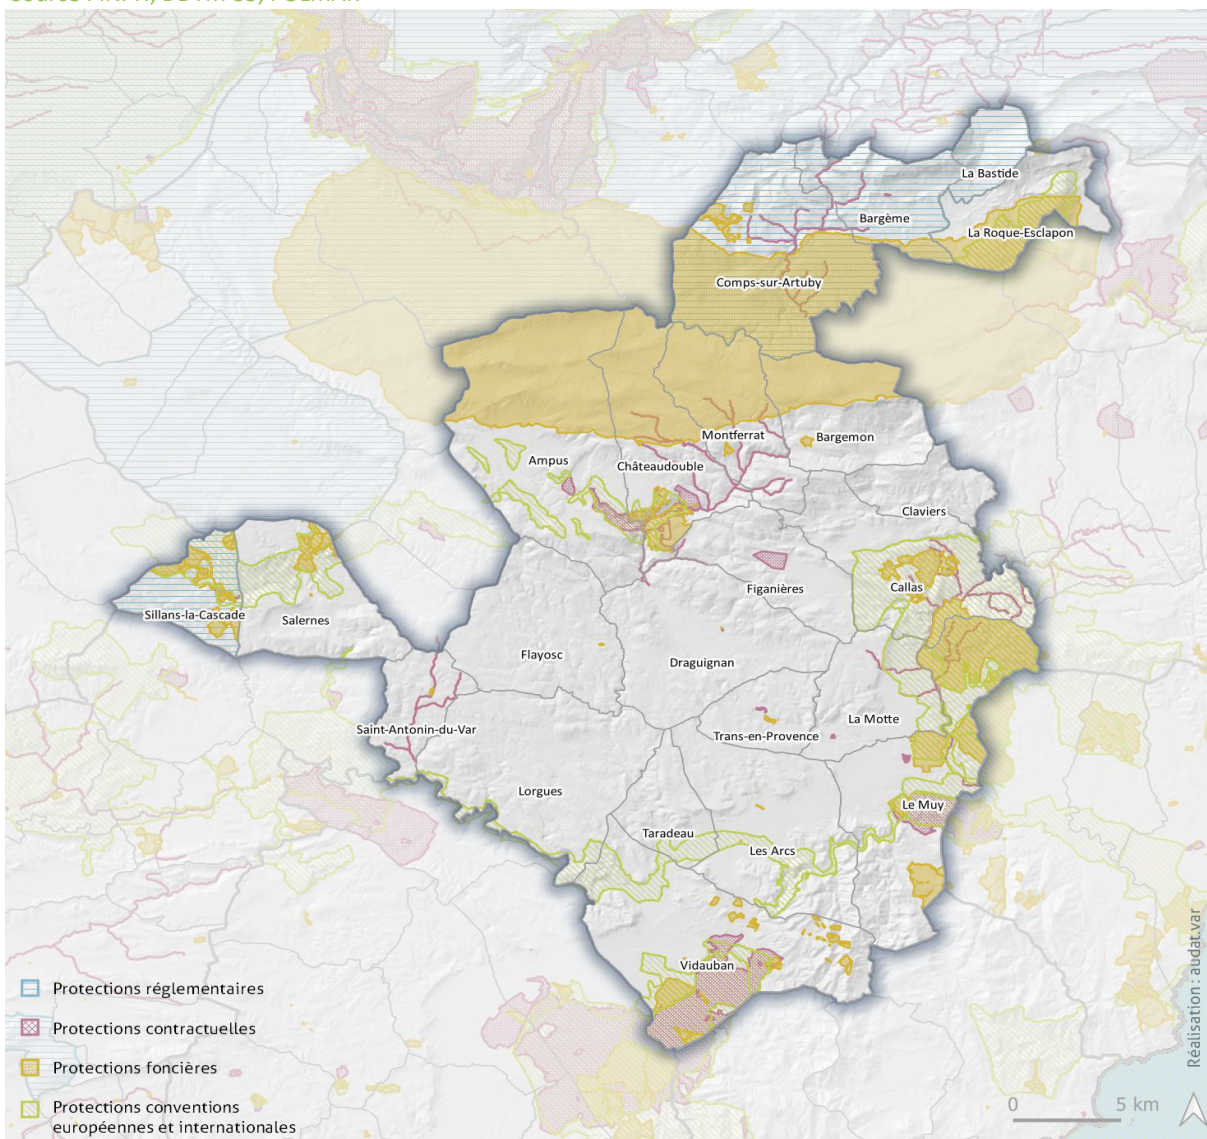 La Bastide
Bargème
La Roque-Esclapon
Comps-sur-Artuby
Montferrat
Bargemon
Ampus
Châteaudouble
Claviers
Figanières
Callas
Sillans-la-Cascade
Salernes
Flayosc
Draguignan
La Motte
Saint-Antonin-du-Var
Trans-en-Provence
Lorgues
Le Muy
Taradeau
Les Arcs
Vidauban
Protections réglementaires
Protections contractuelles
Protections foncières
Protections conventions
européennes et internationales
0 5 km
Réalisation : audat.var